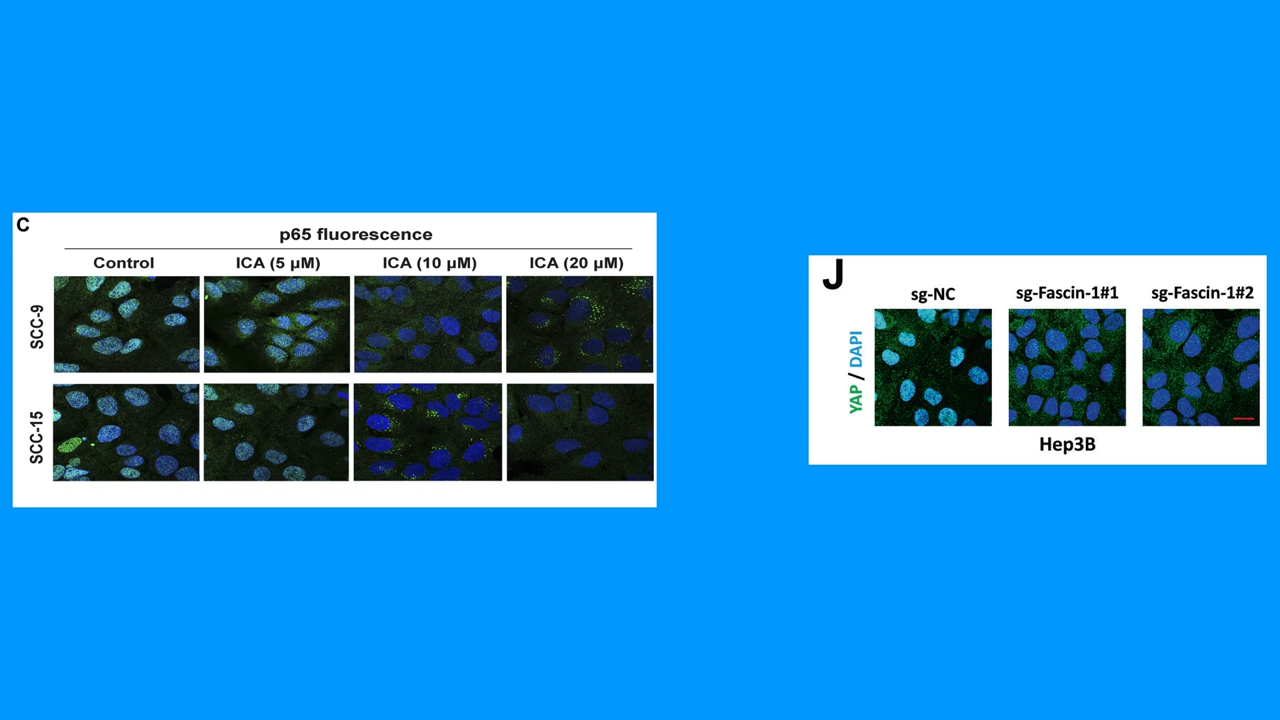 C
p65 fluorescence
Control ICA (5 µM) ICA (10 µM) ICA (20 µM)
SCC-9
SCC-15
J
sg-NC sg-Fascin-1#1 sg-Fascin-1#2
YAP / DAPI
Hep3B